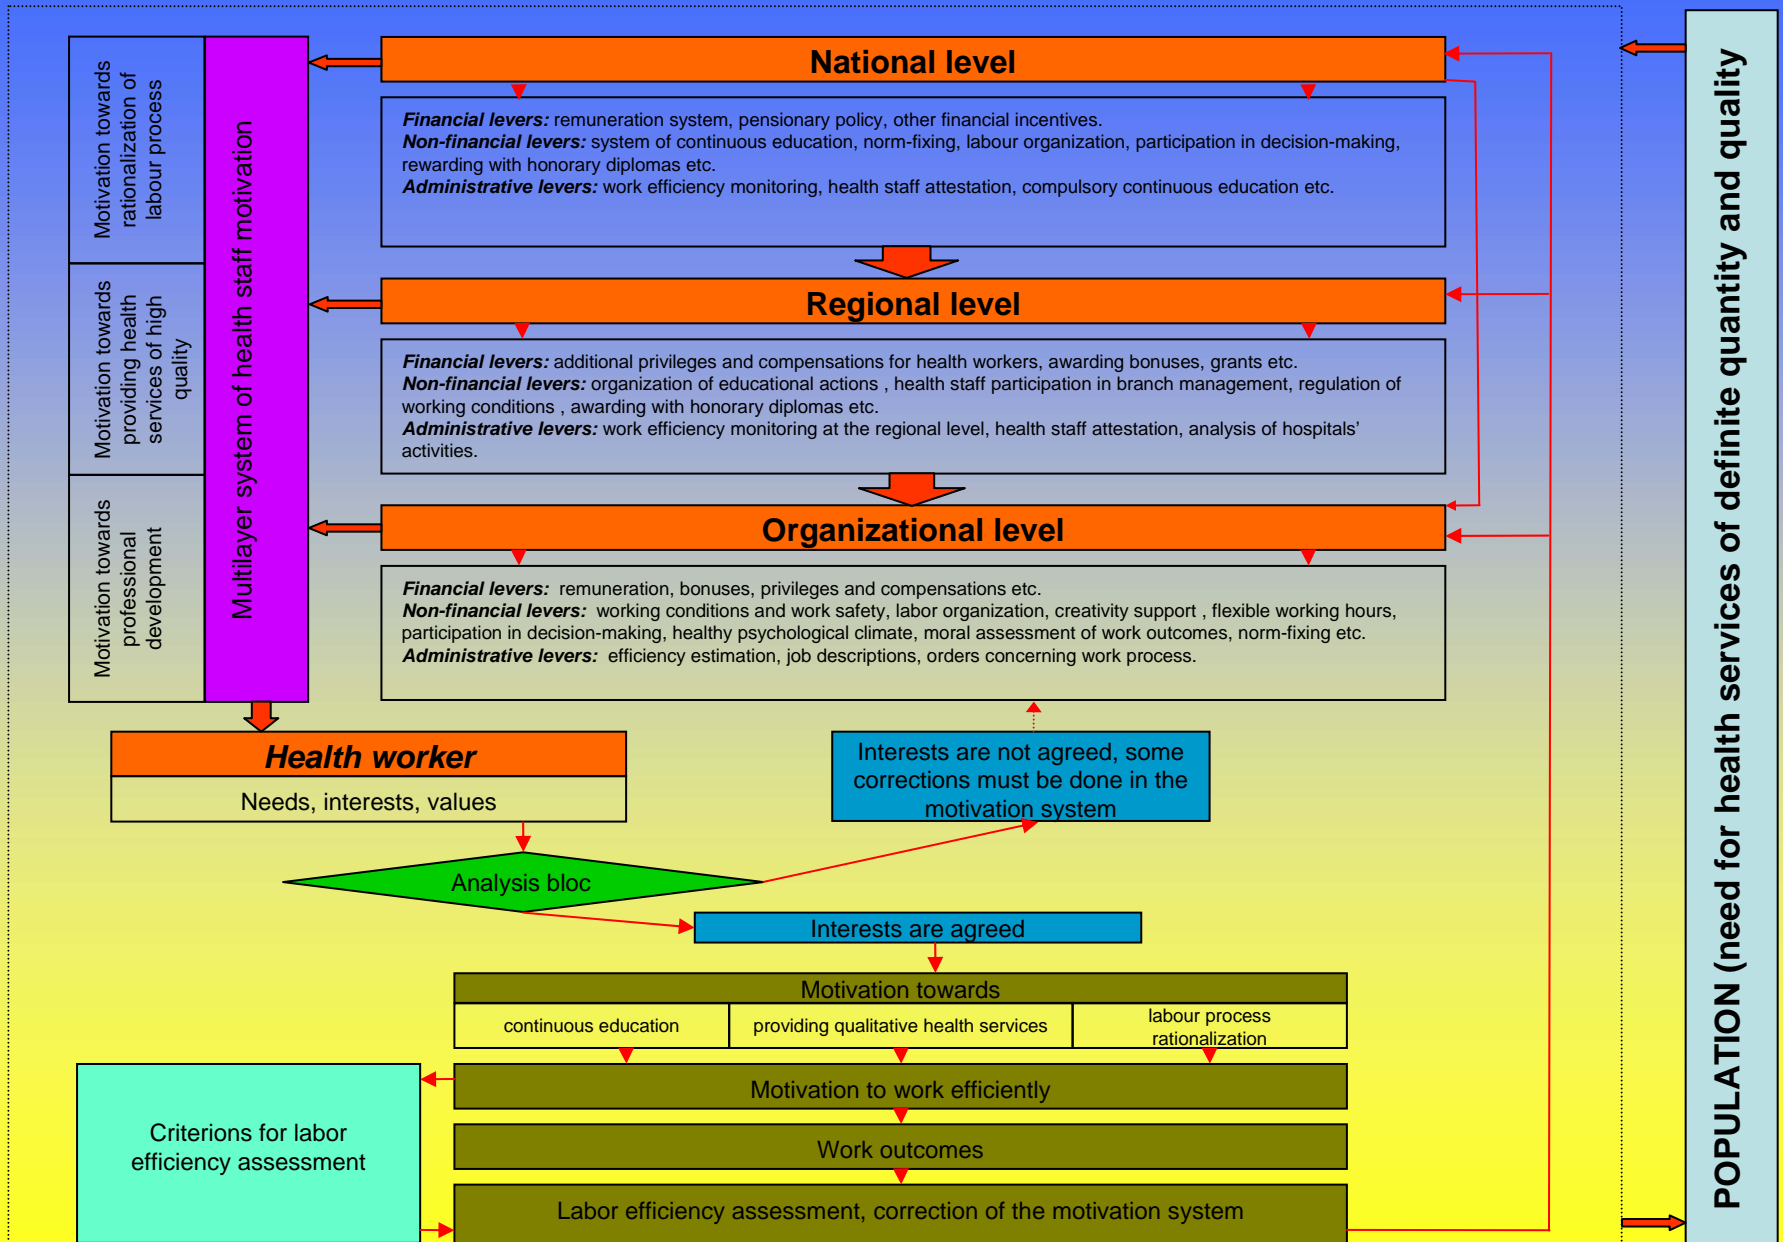 Motivation towards
rationalization of
labour process
Motivation towards
providing health
services of high
quality
Motivation towards
professional
development
Multilayer system of health staff motivation
National level
Financial levers: remuneration system, pensionary policy, other financial incentives.
Non-financial levers: system of continuous education, norm-fixing, labour organization, participation in decision-making,
rewarding with honorary diplomas etc.
Administrative levers: work efficiency monitoring, health staff attestation, compulsory continuous education etc.
Regional level
Financial levers: additional privileges and compensations for health workers, awarding bonuses, grants etc.
Non-financial levers: organization of educational actions , health staff participation in branch management, regulation of
working conditions , awarding with honorary diplomas etc.
Administrative levers: work efficiency monitoring at the regional level, health staff attestation, analysis of hospitals'
activities.
Organizational level
Financial levers: remuneration, bonuses, privileges and compensations etc.
Non-financial levers: working conditions and work safety, labor organization, creativity support , flexible working hours,
participation in decision-making, healthy psychological climate, moral assessment of work outcomes, norm-fixing etc.
Administrative levers: efficiency estimation, job descriptions, orders concerning work process.
Health worker
Needs, interests, values
Interests are not agreed, some
corrections must be done in the
motivation system
Analysis bloc
Interests are agreed
Motivation towards
continuous education
providing qualitative health services
labour process
rationalization
Motivation to work efficiently
Criterions for labor
efficiency assessment
Work outcomes
Labor efficiency assessment, correction of the motivation system
POPULATION (need for health services of definite quantity and quality